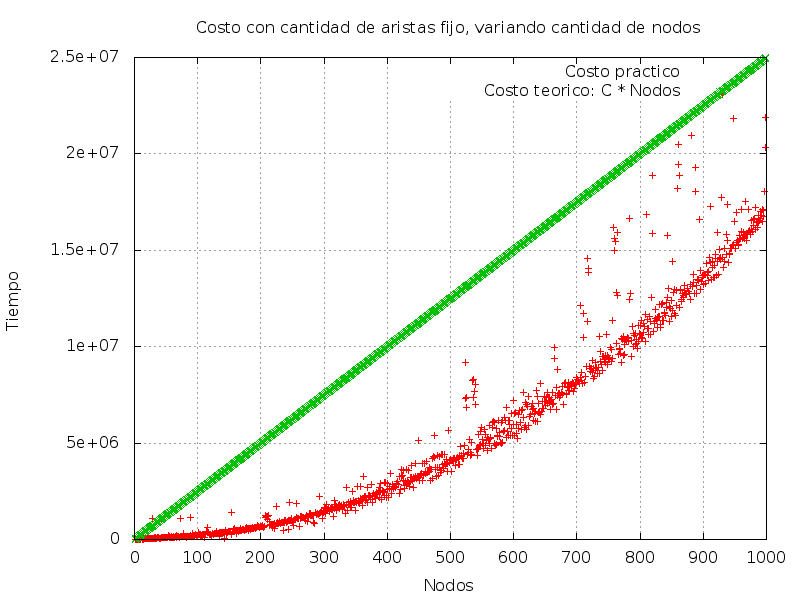 Costo con cantidad de aristas fijo, variando cantidad de nodos
2.5e+07
Costo practico
Costo teorico: C * Nodos
2e+07
1.5e+07
Tiempo
1e+07
5e+06
0
0 100 200 300 400 500 600 700 800 900 1000
Nodos